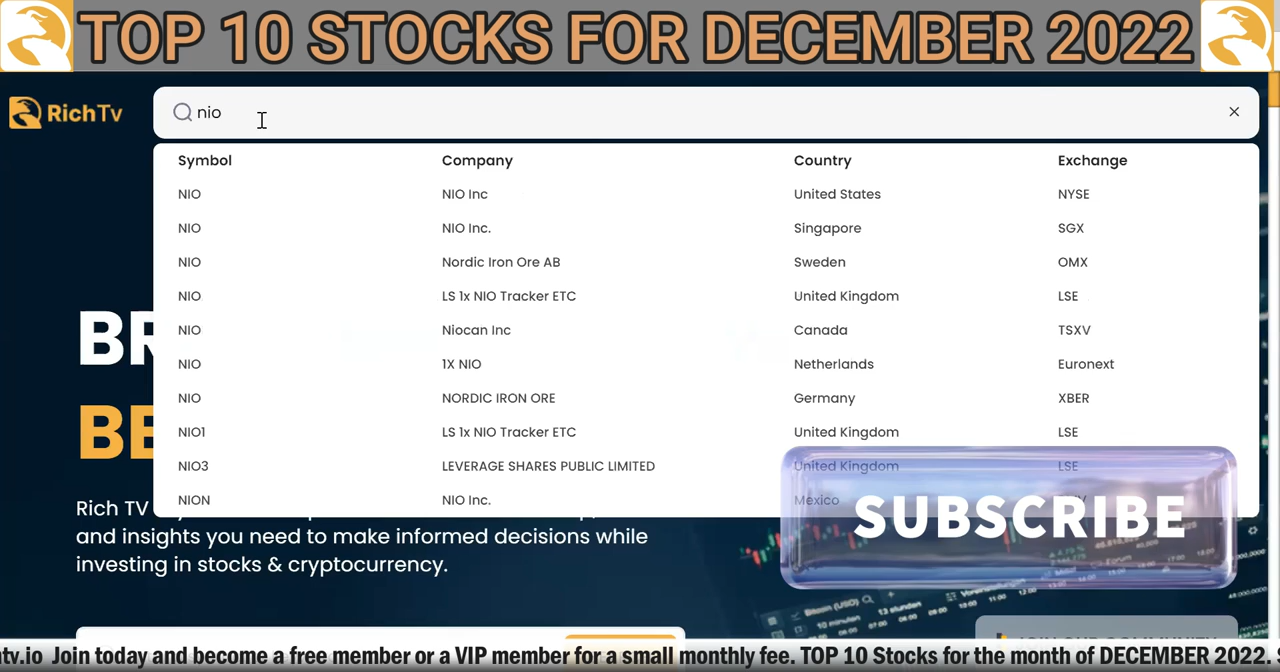 TOP 10 STOCKS FOR DECEMBER 2022
RichTv
nio
Symbol Company Country Exchange
NIO NIO Inc United States NYSE
NIO NIO Inc. Singapore SGX
NIO Nordic Iron Ore AB Sweden OMX
NIO LS 1x NIO Tracker ETC United Kingdom LSE
NIO Niocan Inc Canada TSXV
NIO 1X NIO Netherlands Euronext
NIO NORDIC IRON ORE Germany XBER
NIO1 LS 1x NIO Tracker ETC United Kingdom LSE
NIO3 LEVERAGE SHARES PUBLIC LIMITED United Kingdom LSE
NION NIO Inc. Mexico
SUBSCRIBE
Rich TV
and insights you need to make informed decisions while
investing in stocks & cryptocurrency.
Bitcoin (USD)
13 stunden
10 minuten
tv.io Join today and become a free member or a VIP member for a small monthly fee. TOP 10 Stocks for the month of DECEMBER 2022.